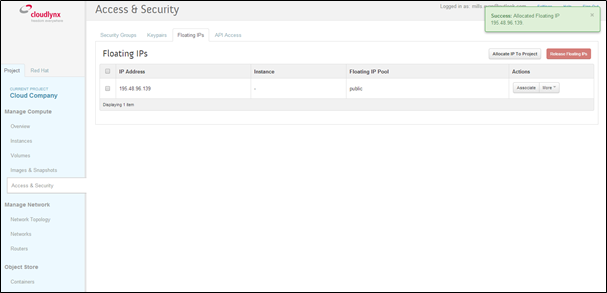 cloudlynx
Access & Security
Logged in as:
Success: Allocated Floating IP
195.48.96.139.
Security Groups
Keypairs
Floating IPs
API Access
Floating IPs
Allocate IP To Project
Release Floating IPs
IP Address
Instance
Floating IP Pool
Actions
195.48.96.139
-
public
Associate
More
Displaying 1 item
Project
Red Hat
CURRENT PROJECT
Cloud Company
Manage Compute
Overview
Instances
Volumes
Images & Snapshots
Access & Security
Manage Network
Network Topology
Networks
Routers
Object Store
Containers